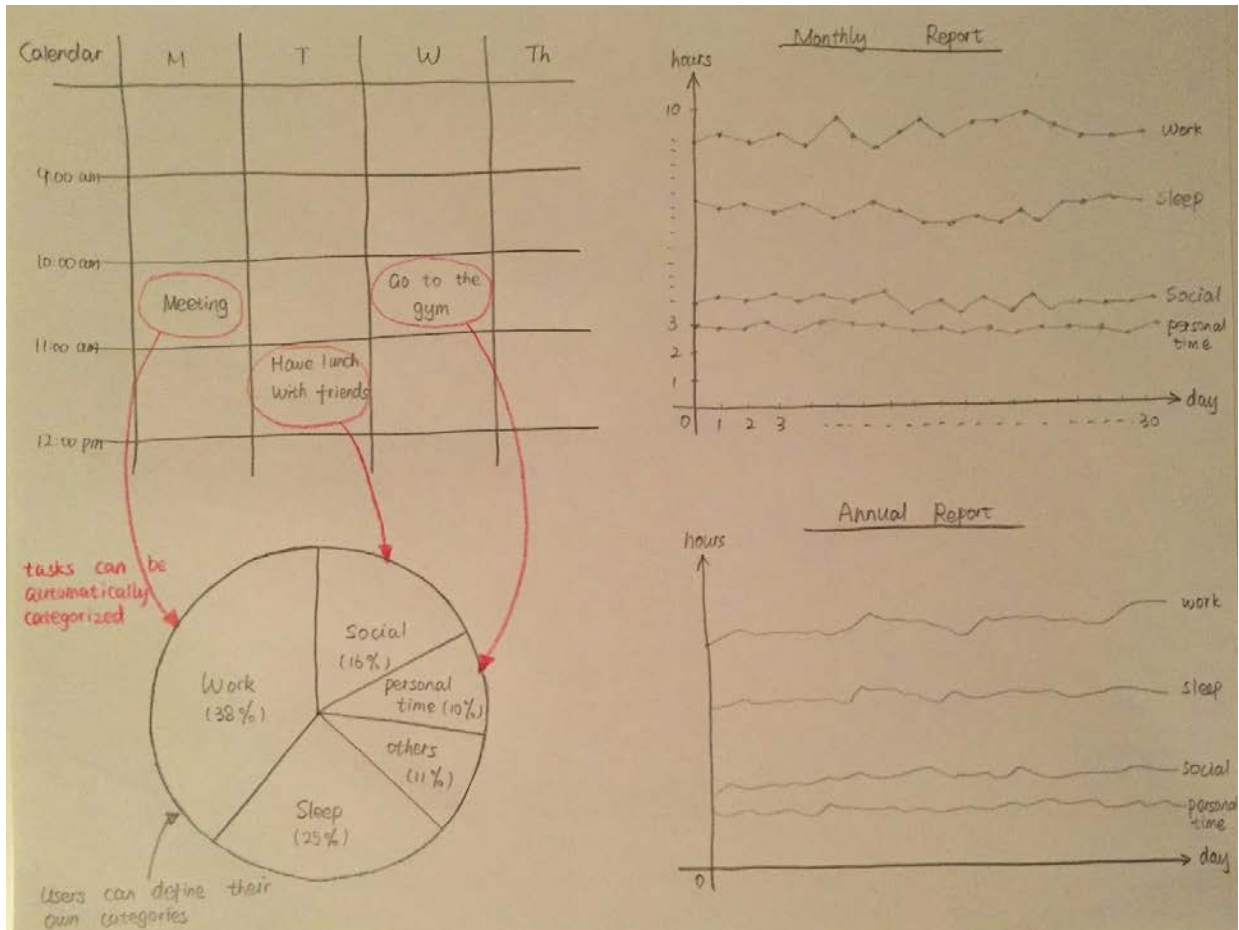 Calendar M T W Th
9:00 am
10:00 am
Meeting
Go to the
gym
11:00 am
Have lunch
with friends
12:00 pm
tasks can be
automatically
categorized
Social
(16%)
Work
(38%)
personal
time (10%)
others
(11%)
Sleep
(25%)
Users can define their
own categories
Monthly Report
hours
10
work
sleep
Social
3
personal
time
2
1
day
0 1 2 3 30
Annual Report
hours
work
sleep
social
personal
time
day
0